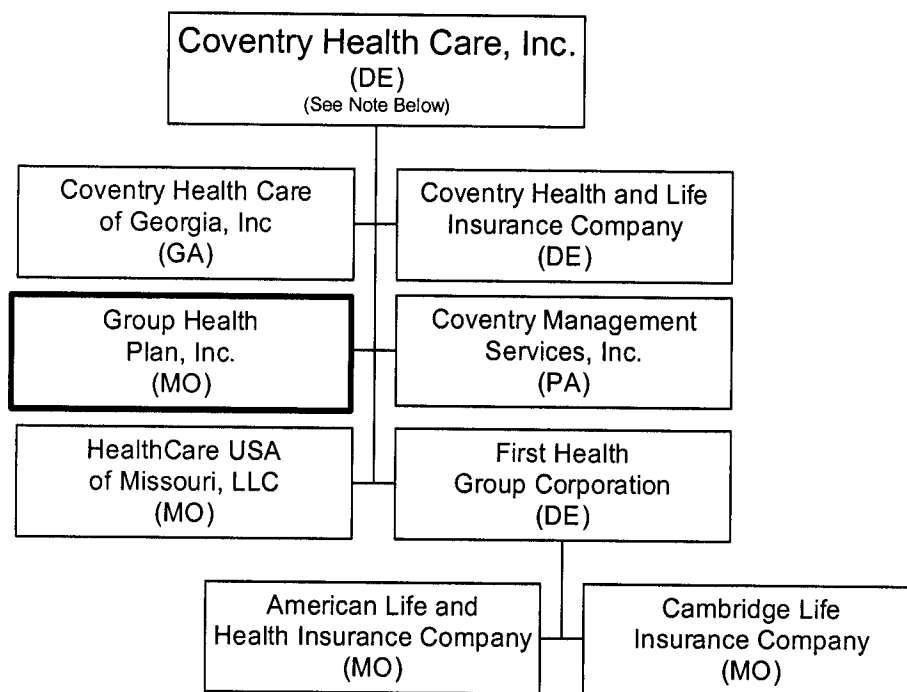 Coventry Health Care, Inc.
(DE)
(See Note Below)
Coventry Health Care
of Georgia, Inc
(GA)
Coventry Health and Life
Insurance Company
(DE)
Group Health
Plan, Inc.
(MO)
Coventry Management
Services, Inc.
(PA)
HealthCare USA
of Missouri, LLC
(MO)
First Health
Group Corporation
(DE)
American Life and
Health Insurance Company
(MO)
Cambridge Life
Insurance Company
(MO)